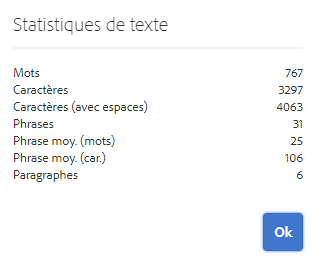 Statistiques de texte
Mots 767
Caractères 3297
Caractères (avec espaces) 4063
Phrases 31
Phrase moy. (mots) 25
Phrase moy. (car.) 106
Paragraphes 6
Ok